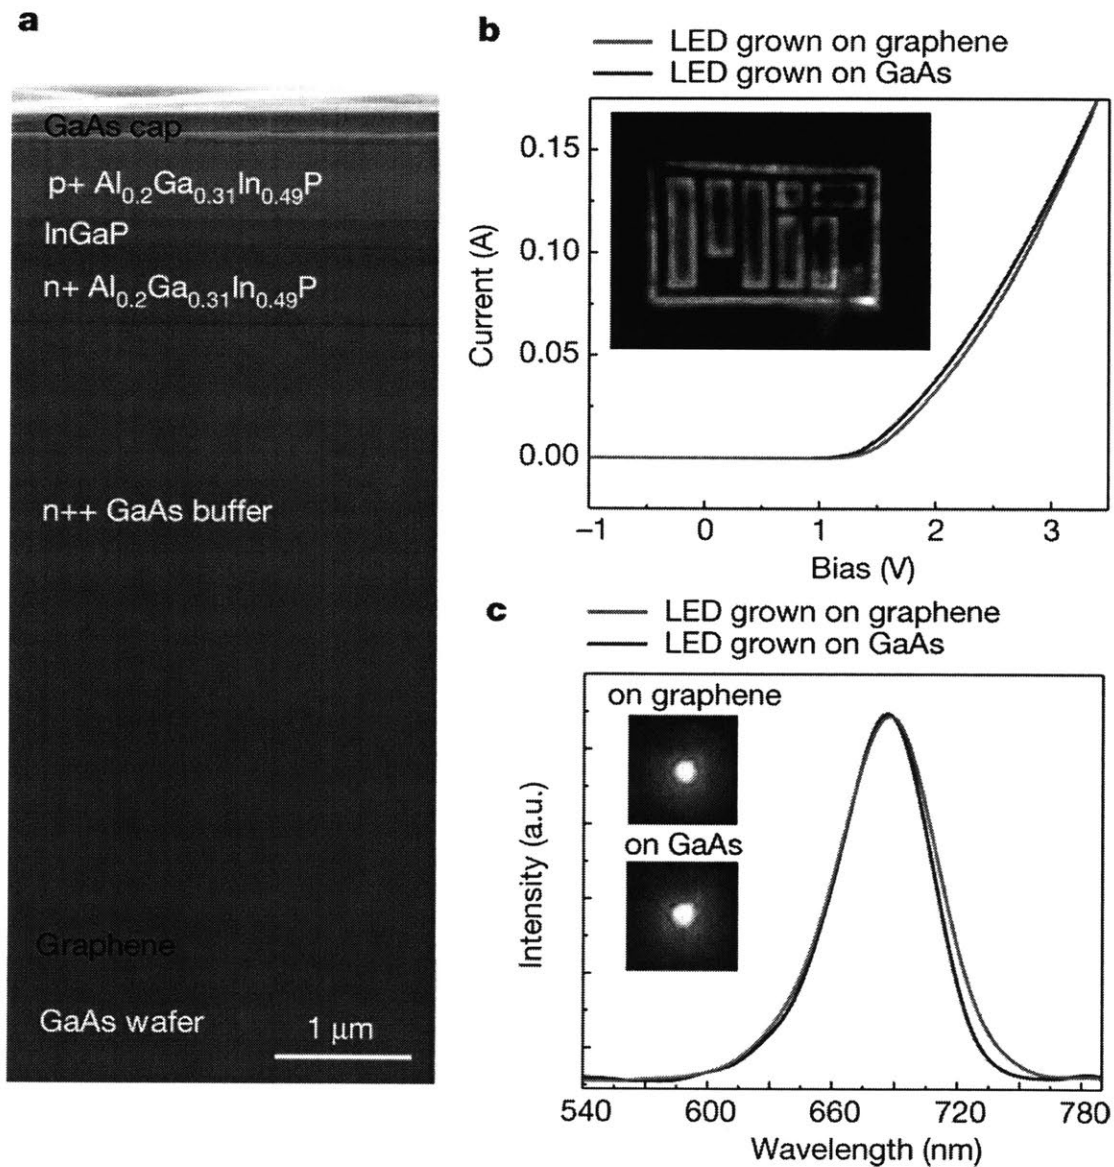 a
GaAs cap
p+ Al0.2Ga0.31In0.49P
InGaP
n+ Al0.2Ga0.31In0.49P
n++ GaAs buffer
Graphene
GaAs wafer
1 μm
b
LED grown on graphene
LED grown on GaAs
Current (A)
0.15
0.10
0.05
0.00
−1 0 1 2 3
Bias (V)
c
LED grown on graphene
LED grown on GaAs
on graphene
on GaAs
Intensity (a.u.)
540 600 660 720 780
Wavelength (nm)